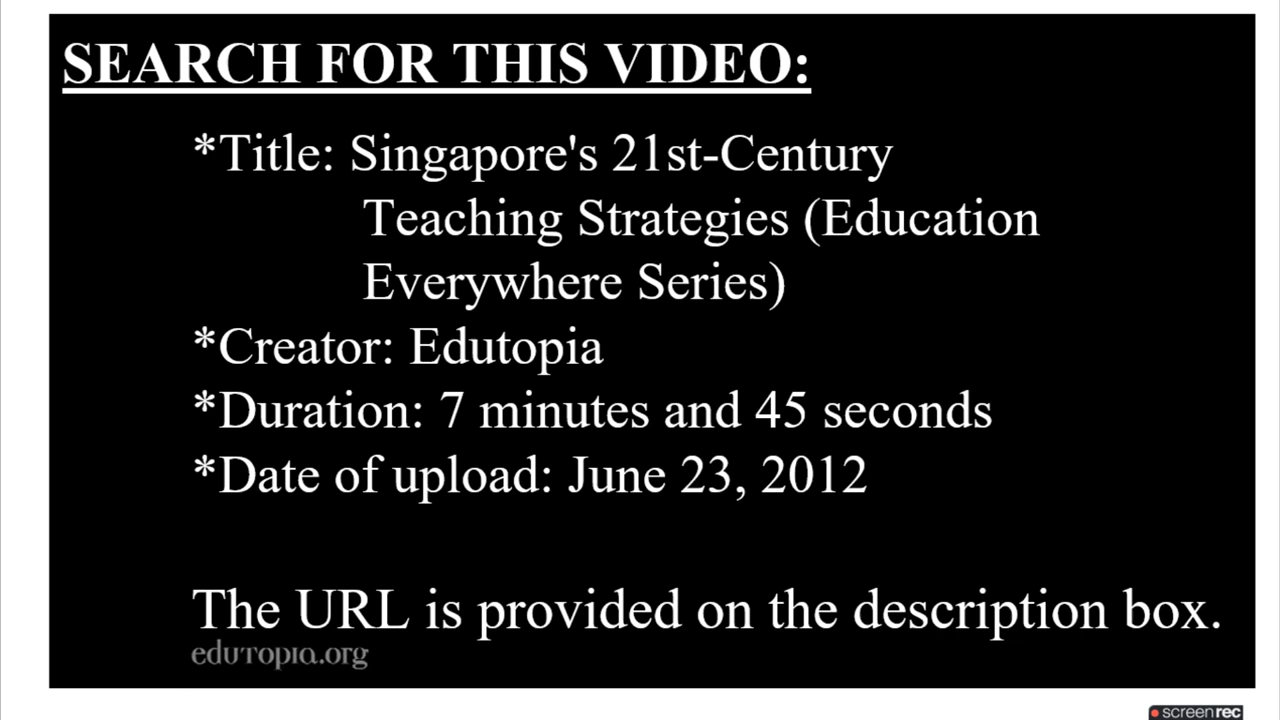 SEARCH FOR THIS VIDEO:
*Title: Singapore's 21st-Century
Teaching Strategies (Education
Everywhere Series)
*Creator: Edutopia
*Duration: 7 minutes and 45 seconds
*Date of upload: June 23, 2012
The URL is provided on the description box.
edutopia.org
screenrec